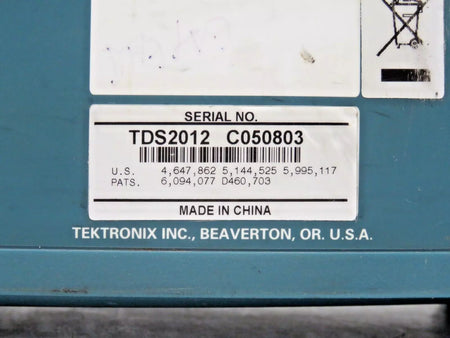 SERIAL NO.
TDS2012 C050803
U.S. 4,647,862 5,144,525 5,995,117
PATS. 6,094,077 D460,703
MADE IN CHINA
TEKTRONIX INC., BEAVERTON, OR. U.S.A.